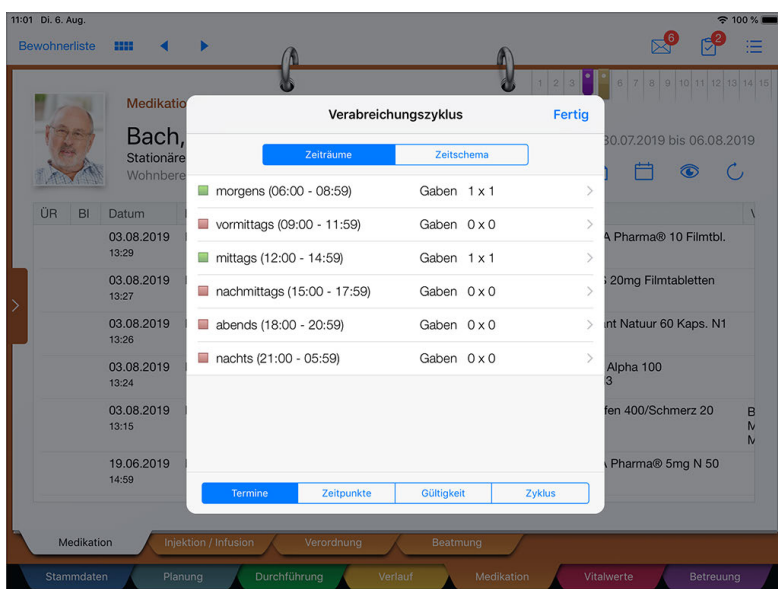 11:01 Di. 6. Aug. 100 %
Bewohnerliste 6 2
1 2 3 6 7 8 9 10 11 12 13 14 15
Medikatio
Bach,
Stationäre
Wohnbere
30.07.2019 bis 06.08.2019
Verabreichungszyklus Fertig
Zeiträume Zeitschema
morgens (06:00 - 08:59) Gaben 1 x 1
vormittags (09:00 - 11:59) Gaben 0 x 0
mittags (12:00 - 14:59) Gaben 1 x 1
nachmittags (15:00 - 17:59) Gaben 0 x 0
abends (18:00 - 20:59) Gaben 0 x 0
nachts (21:00 - 05:59) Gaben 0 x 0
Termine Zeitpunkte Gültigkeit Zyklus
ÜR BI Datum
03.08.2019 A Pharma® 10 Filmtbl.
13:29
03.08.2019 20mg Filmtabletten
13:27
03.08.2019 ant Natuur 60 Kaps. N1
13:26
03.08.2019 Alpha 100
13:24 3
03.08.2019 fen 400/Schmerz 20
13:15
19.06.2019 Pharma® 5mg N 50
14:59
Medikation Injektion / Infusion Verordnung Beatmung
Stammdaten Planung Durchführung Verlauf Medikation Vitalwerte Betreuung